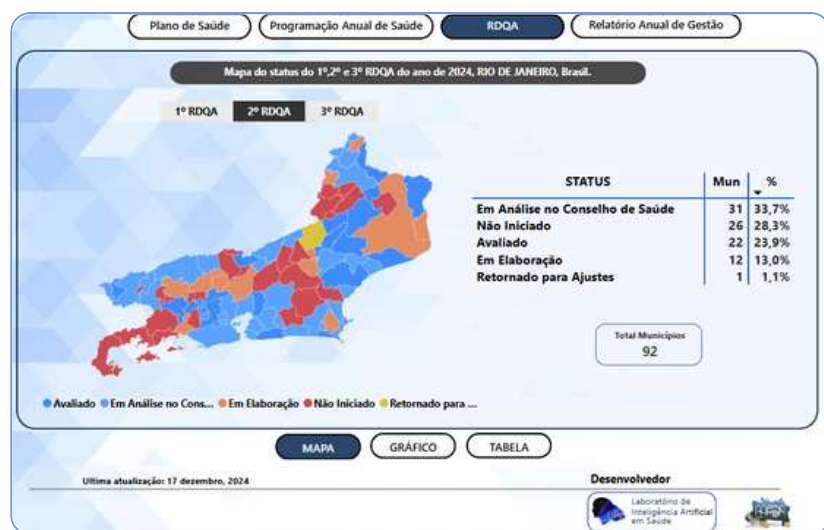 Plano de Saúde Programação Anual de Saúde RDQA Relatório Anual de Gestão
Mapa do status do 1º,2º e 3º RDQA do ano de 2024, RIO DE JANEIRO, Brasil.
1º RDQA 2º RDQA 3º RDQA
STATUS Mun %
Em Análise no Conselho de Saúde 31 33,7%
Não Iniciado 26 28,3%
Avaliado 22 23,9%
Em Elaboração 12 13,0%
Retornado para Ajustes 1 1,1%
Total Municípios
92
Avaliado Em Análise no Cons... Em Elaboração Não Iniciado Retornado para ...
MAPA GRÁFICO TABELA
Ultima atualização: 17 dezembro, 2024
Desenvolvedor
Laboratório de
Inteligência Artificial
em Saúde